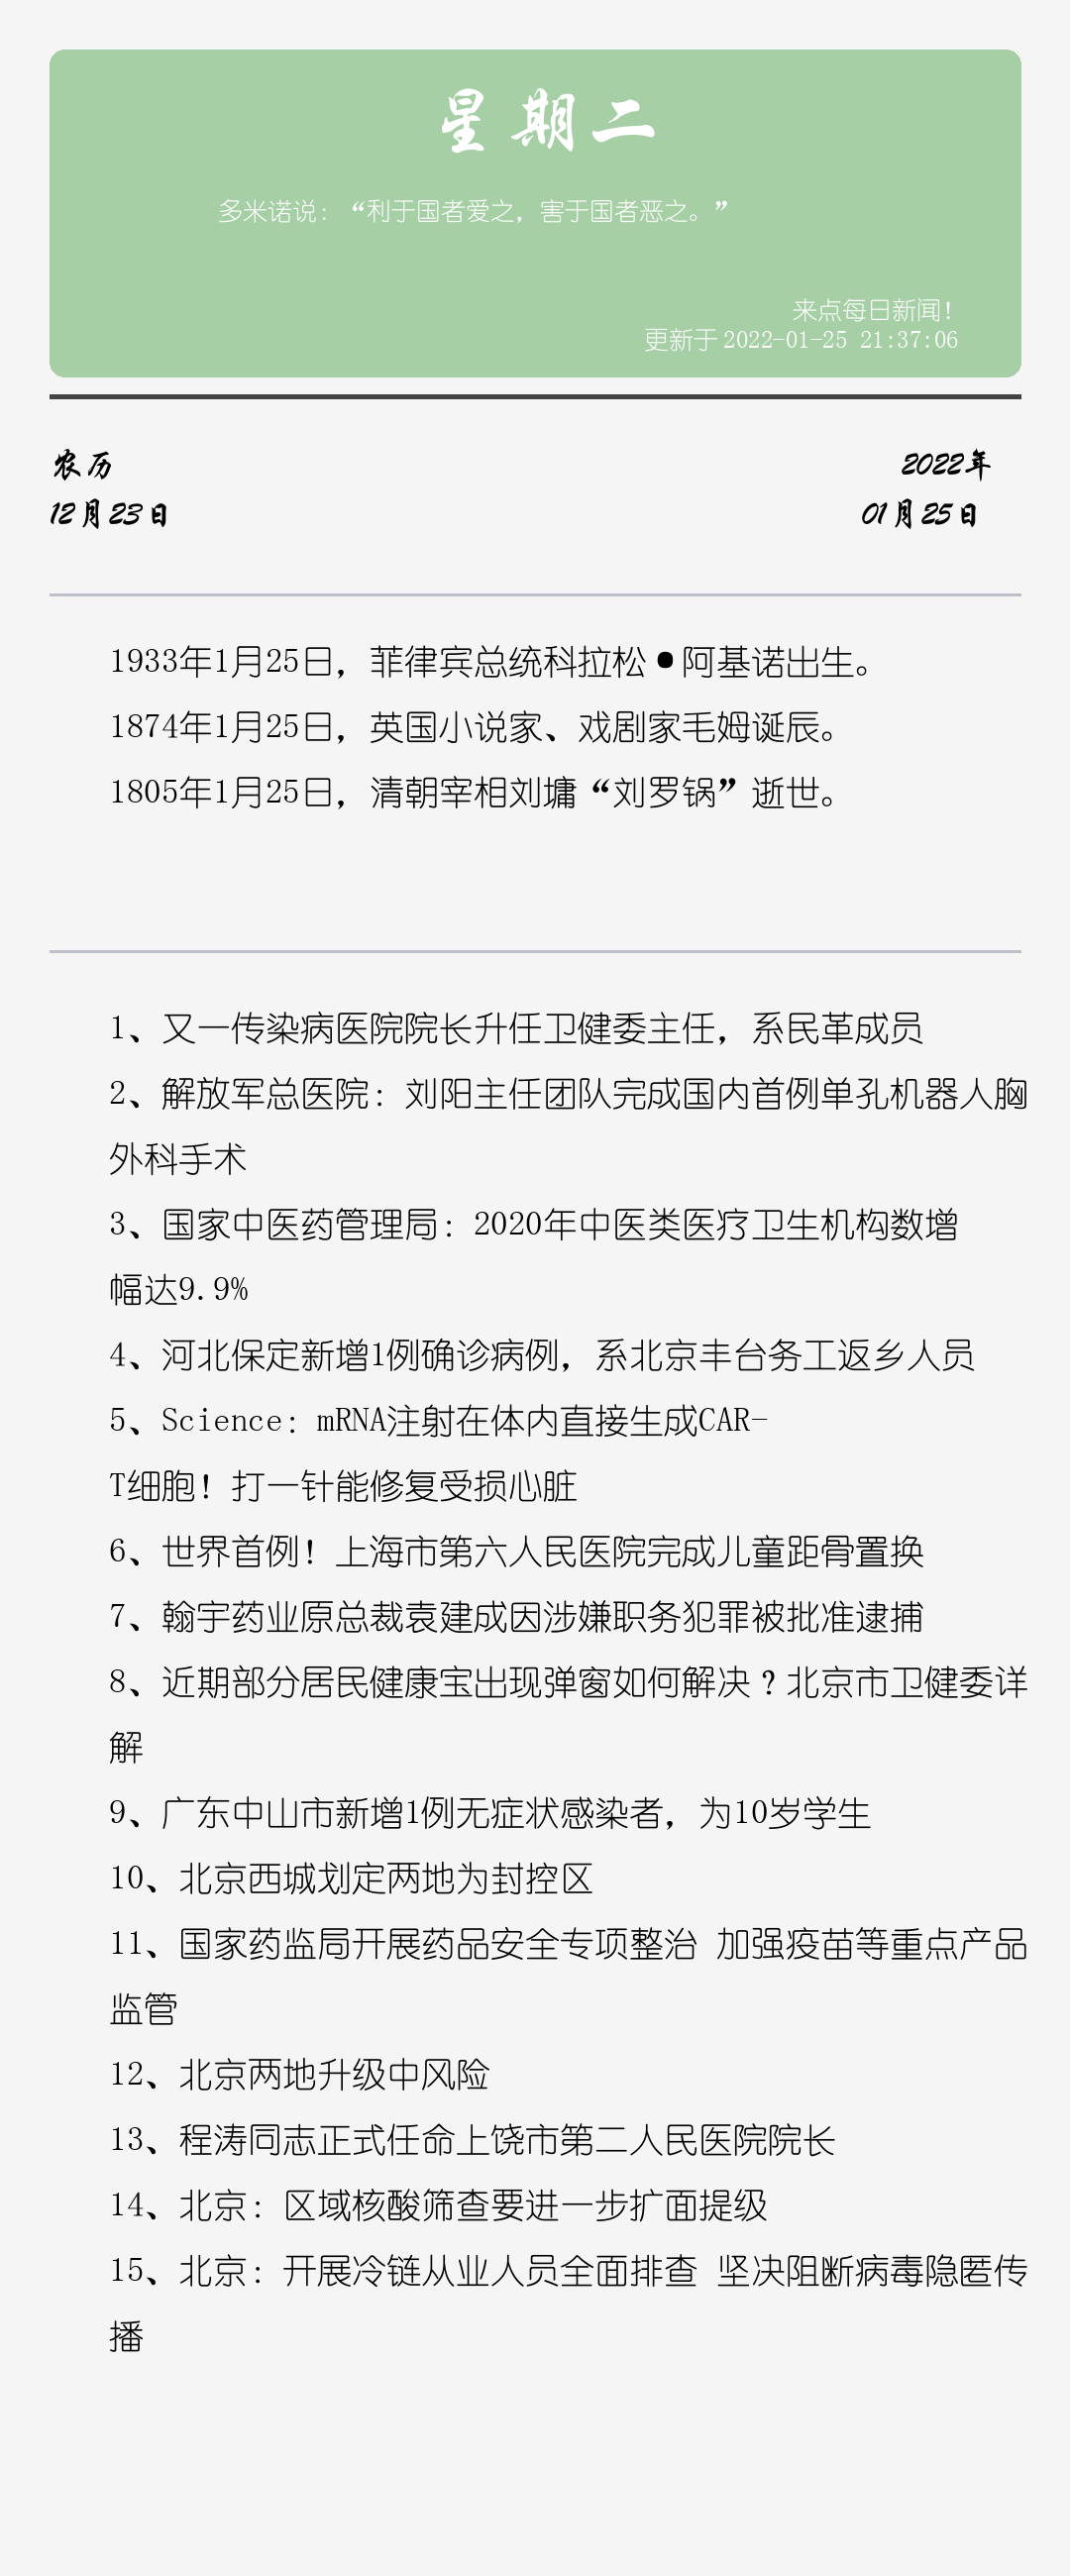 星期二
多米诺说：“利于国者爱之，害于国者恶之。”
来点每日新闻！
更新于2022-01-25 21:37:06
农历
12月23日
2022年
01月25日
1933年1月25日，菲律宾总统科拉松•阿基诺出生。
1874年1月25日，英国小说家、戏剧家毛姆诞辰。
1805年1月25日，清朝宰相刘墉“刘罗锅”逝世。
1、又一传染病医院院长升任卫健委主任，系民革成员
2、解放军总医院：刘阳主任团队完成国内首例单孔机器人胸
外科手术
3、国家中医药管理局：2020年中医类医疗卫生机构数增
幅达9.9%
4、河北保定新增1例确诊病例，系北京丰台务工返乡人员
5、Science：mRNA注射在体内直接生成CAR-
T细胞！打一针能修复受损心脏
6、世界首例！上海市第六人民医院完成儿童距骨置换
7、翰宇药业原总裁袁建成因涉嫌职务犯罪被批准逮捕
8、近期部分居民健康宝出现弹窗如何解决？北京市卫健委详
解
9、广东中山市新增1例无症状感染者，为10岁学生
10、北京西城划定两地为封控区
11、国家药监局开展药品安全专项整治 加强疫苗等重点产品
监管
12、北京两地升级中风险
13、程涛同志正式任命上饶市第二人民医院院长
14、北京：区域核酸筛查要进一步扩面提级
15、北京：开展冷链从业人员全面排查 坚决阻断病毒隐匿传
播